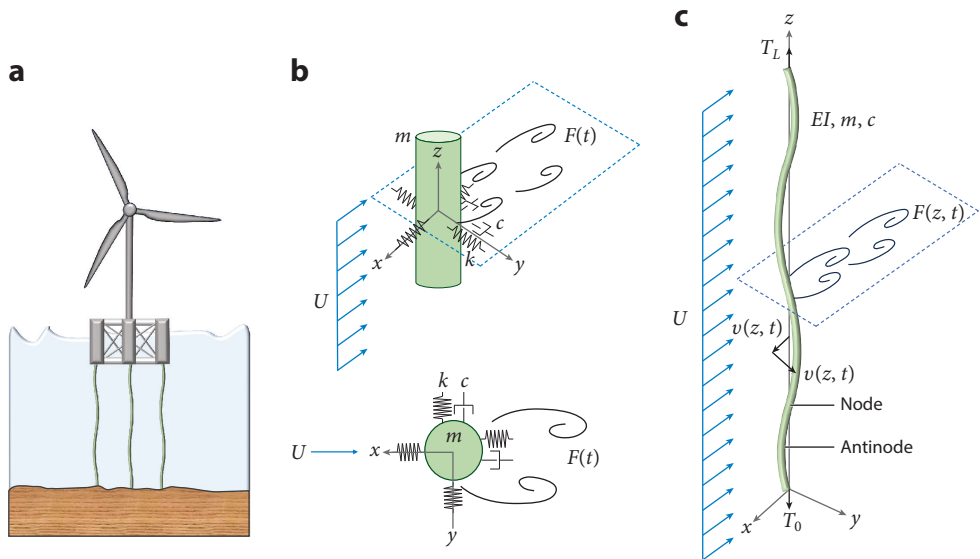 a
b
m
z
F(t)
c
k
x
y
U
k
c
m
U
x
F(t)
y
c
z
T_L
EI, m, c
F(z, t)
U
υ(z, t)
υ(z, t)
Node
Antinode
x
T_0
y